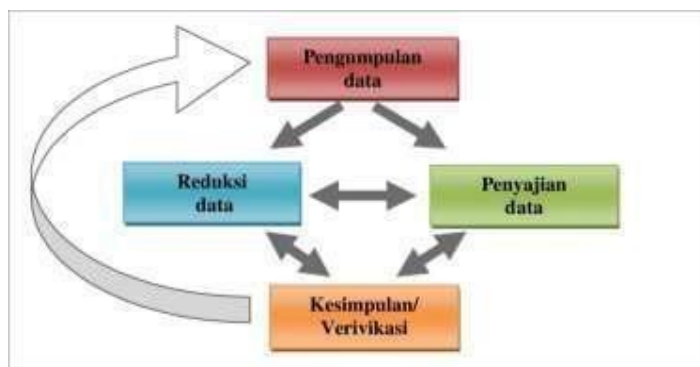 Pengumpulan
data
Reduksi
data
Penyajian
data
Kesimpulan/
Verivikasi